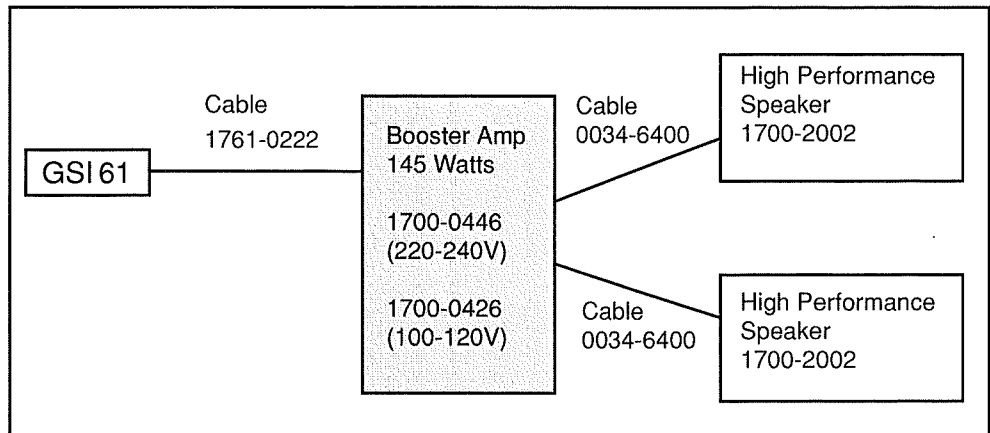 GSI 61
Cable
1761-0222
Booster Amp
145 Watts
1700-0446
(220-240V)
1700-0426
(100-120V)
Cable
0034-6400
High Performance
Speaker
1700-2002
Cable
0034-6400
High Performance
Speaker
1700-2002